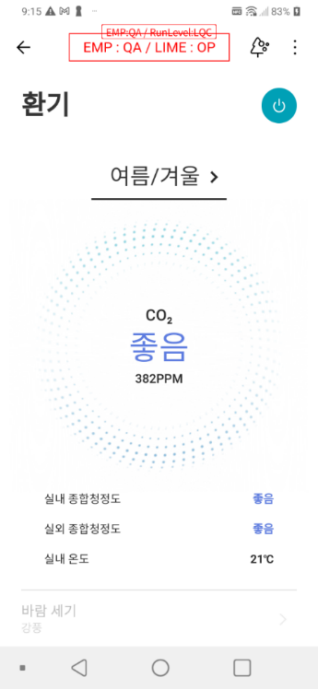 9:15
83%
EMP:QA / RunLevel:LQC
EMP : QA / LIME : OP
환기
여름/겨울
CO₂
좋음
382PPM
실내 종합청정도 좋음
실외 종합청정도 좋음
실내 온도 21℃
바람 세기
강풍